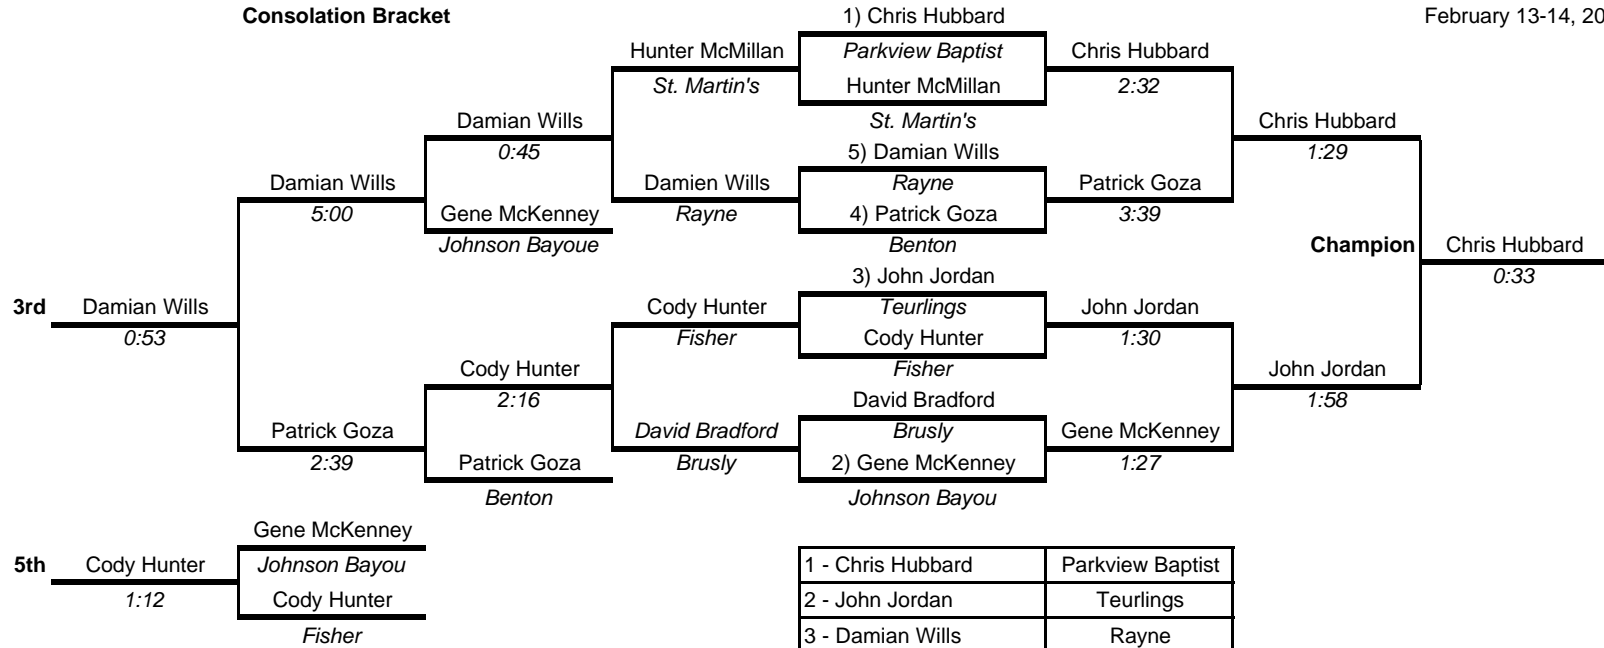 Consolation Bracket 1) Chris Hubbard February 13-14, 20
Hunter McMillan Parkview Baptist Chris Hubbard
St. Martin's Hunter McMillan 2:32
Damian Wills St. Martin's Chris Hubbard
0:45 5) Damian Wills 1:29
Damian Wills Damien Wills Rayne Patrick Goza
5:00 Gene McKenney Rayne 4) Patrick Goza 3:39
Johnson Bayoue Benton Champion Chris Hubbard
3) John Jordan 0:33
3rd Damian Wills Cody Hunter Teurlings John Jordan
0:53 Fisher Cody Hunter 1:30
Cody Hunter Fisher John Jordan
2:16 David Bradford 1:58
Patrick Goza David Bradford Brusly Gene McKenney
2:39 Patrick Goza Brusly 2) Gene McKenney 1:27
Benton Johnson Bayou
Gene McKenney
5th Cody Hunter Johnson Bayou 1 - Chris Hubbard Parkview Baptist
1:12 Cody Hunter 2 - John Jordan Teurlings
Fisher 3 - Damian Wills Rayne